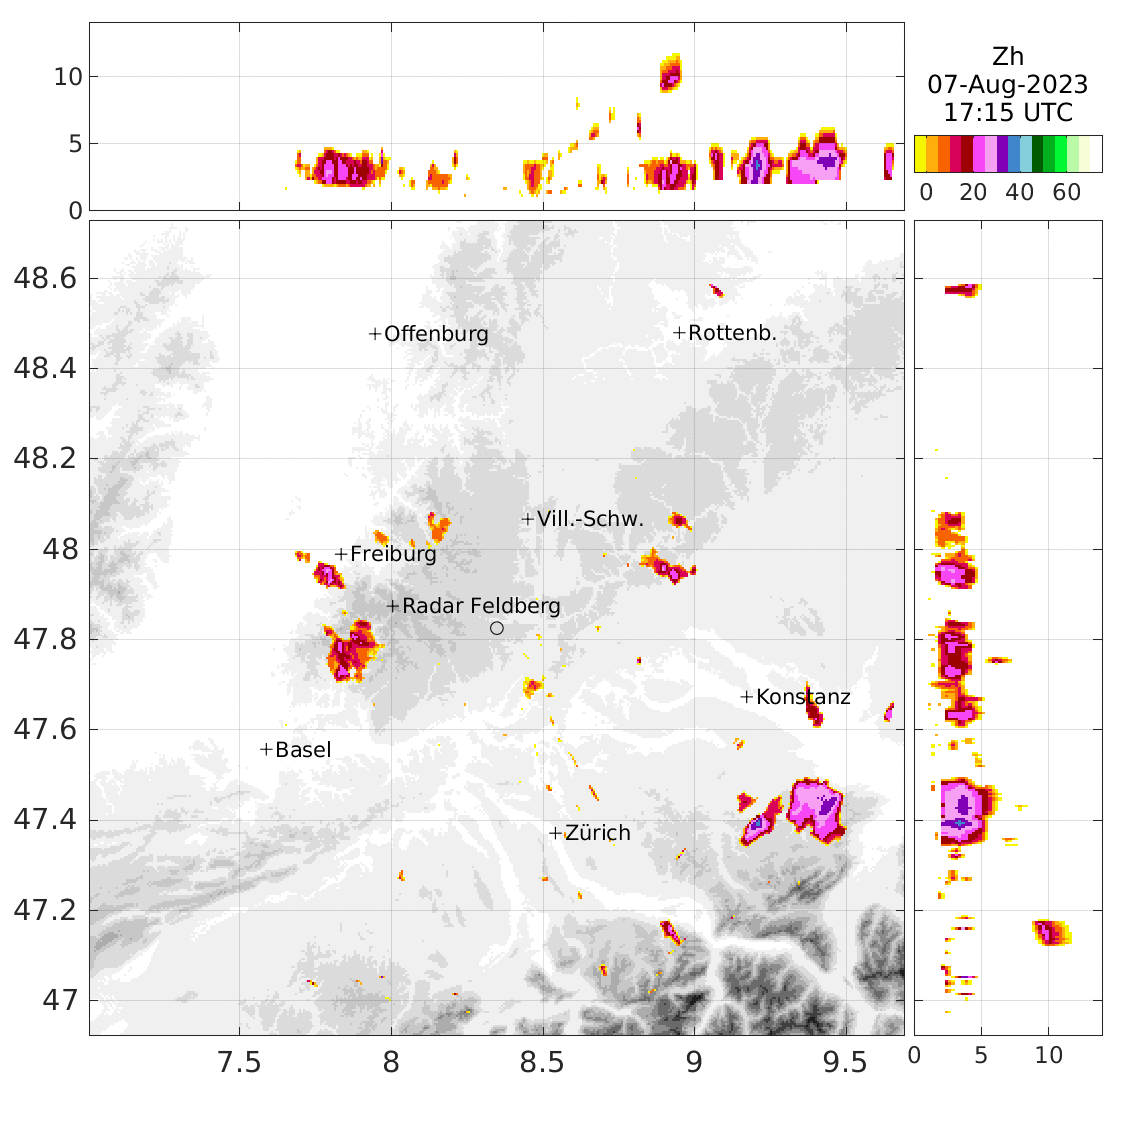 10
5
0
Zh
07-Aug-2023
17:15 UTC
0 20 40 60
48.6
48.4
48.2
48
47.8
47.6
47.4
47.2
47
+Offenburg
+Rottenb.
+Vill.-Schw.
+Freiburg
+Radar Feldberg
+Konstanz
+Basel
+Zürich
7.5 8 8.5 9 9.5
0 5 10